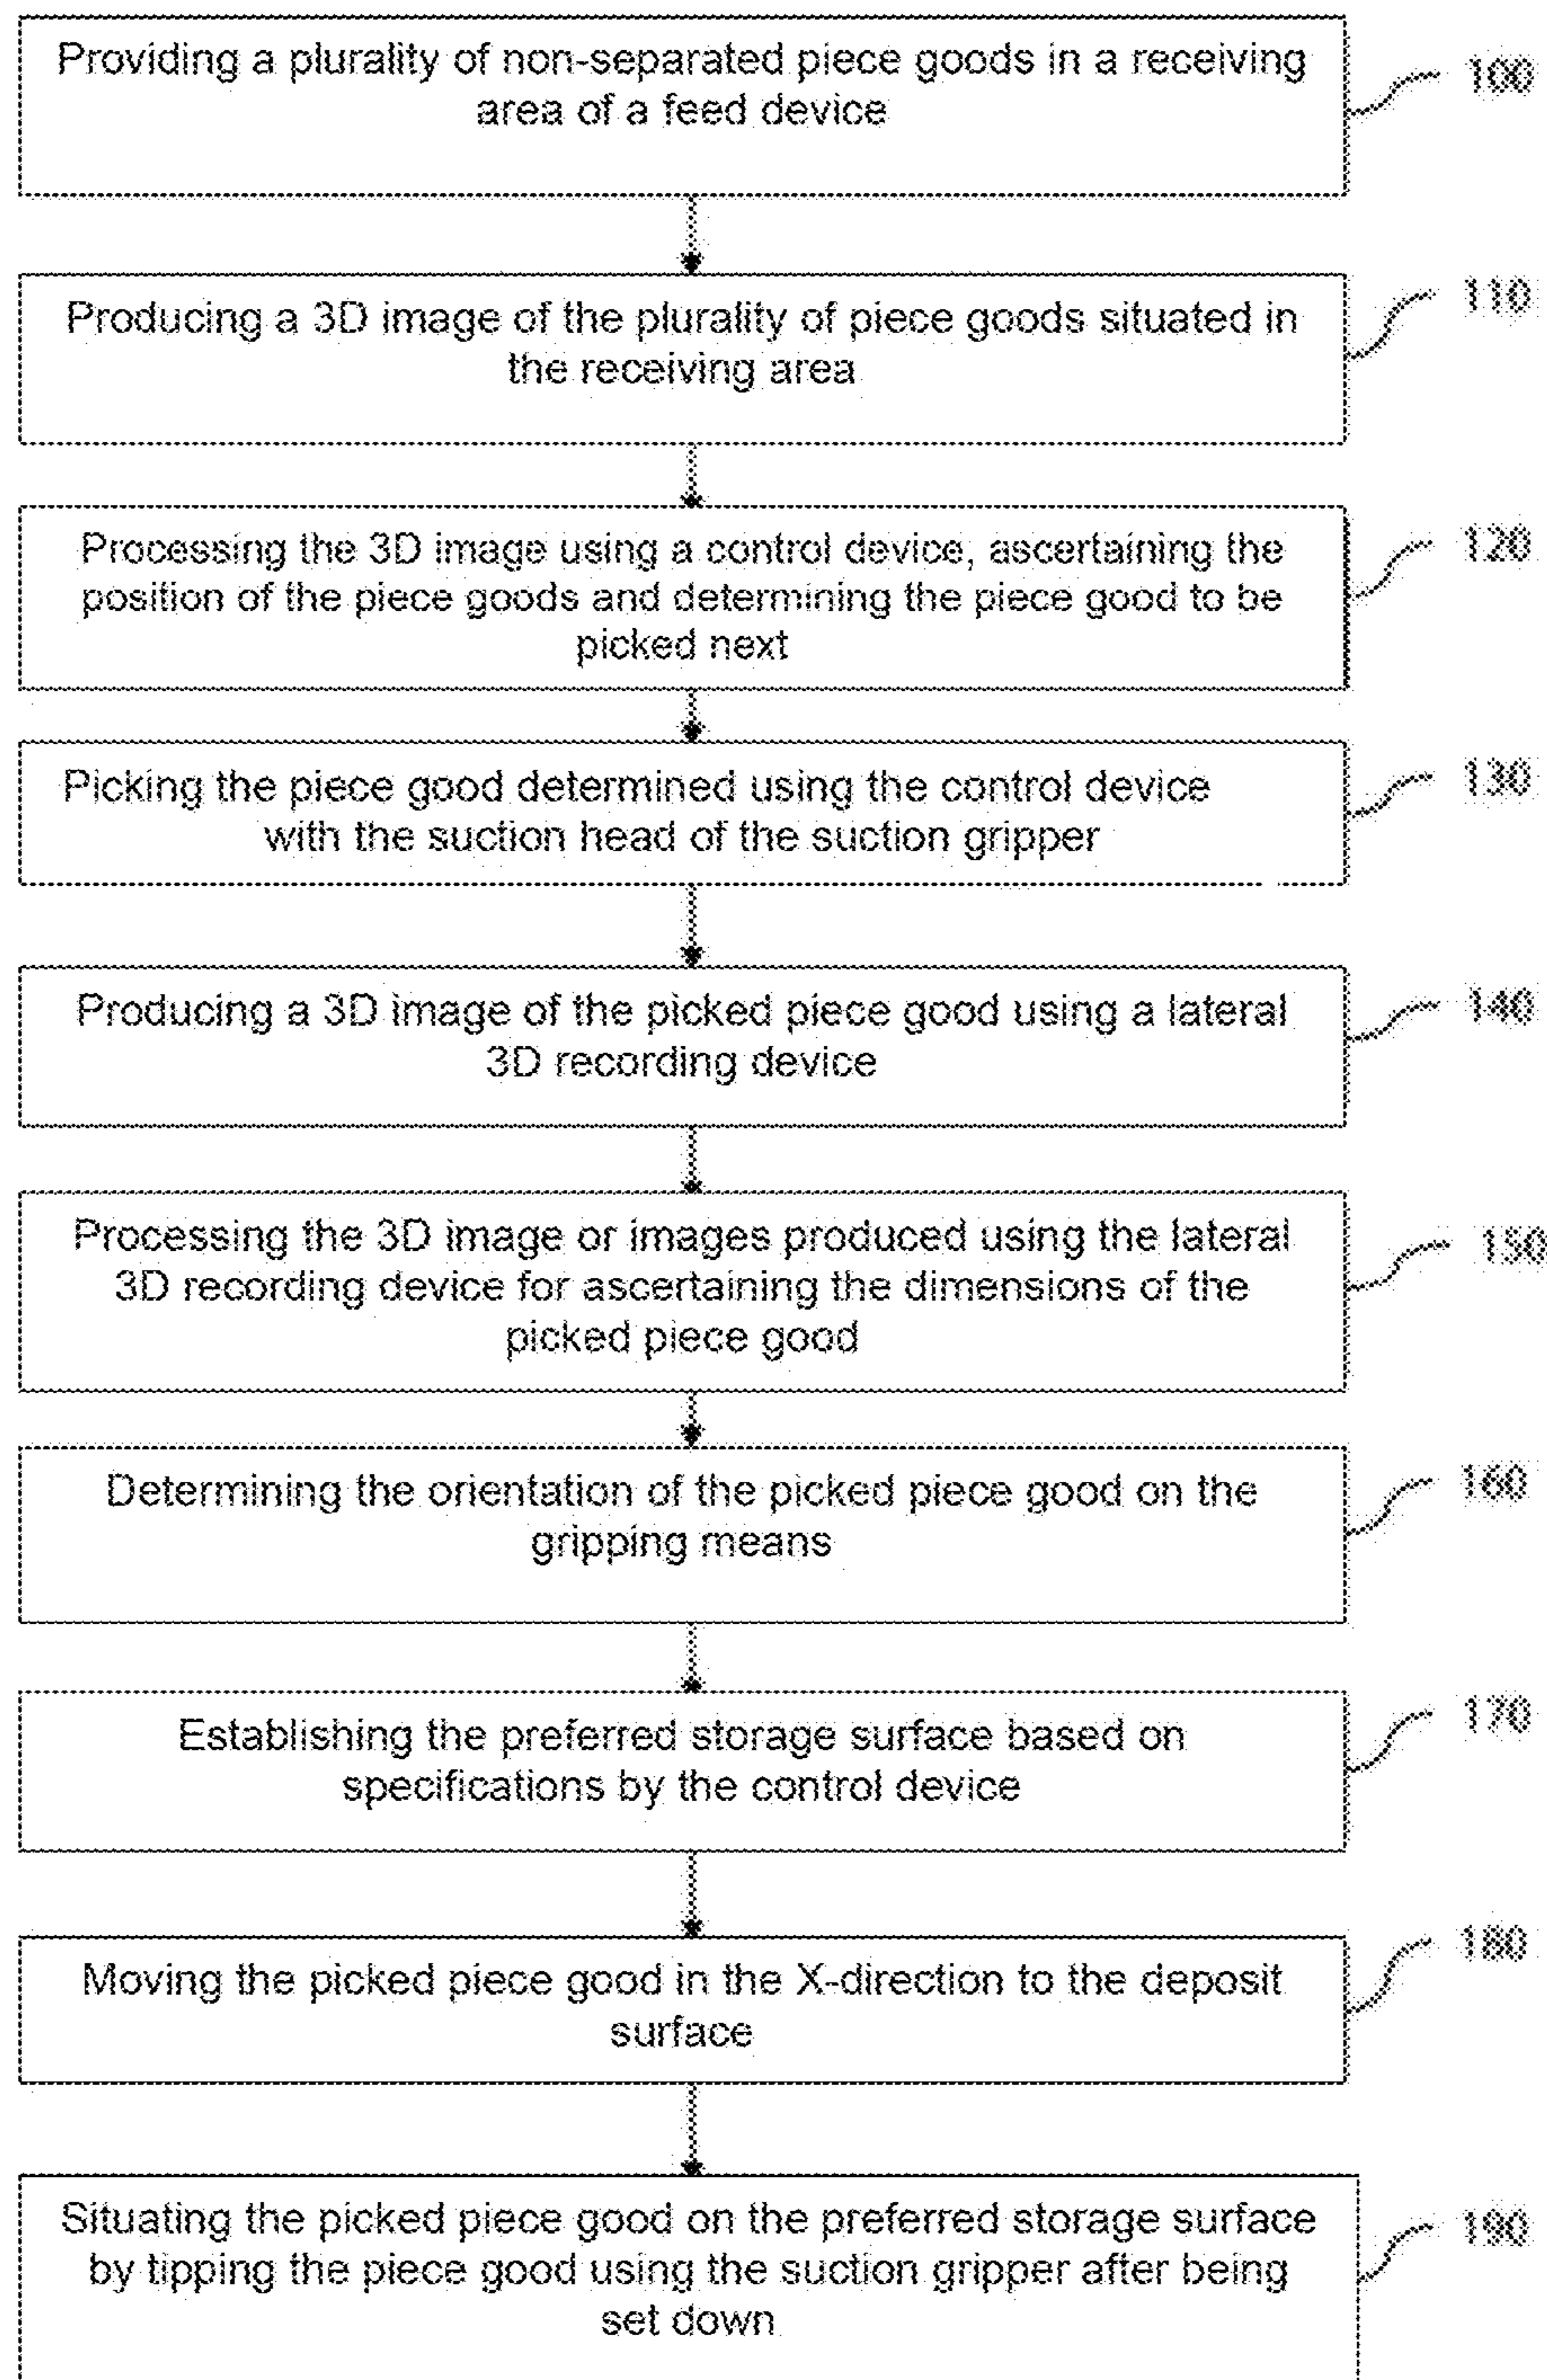 Providing a plurality of non-separated piece goods in a receiving
area of a feed device
100
Producing a 3D image of the plurality of piece goods situated in
the receiving area
110
Processing the 3D image using a control device, ascertaining the
position of the piece goods and determining the piece good to be
picked next
120
Picking the piece good determined using the control device
with the suction head of the suction gripper
130
Producing a 3D image of the picked piece good using a lateral
3D recording device
140
Processing the 3D image or images produced using the lateral
3D recording device for ascertaining the dimensions of the
picked piece good
150
Determining the orientation of the picked piece good on the
gripping means
160
Establishing the preferred storage surface based on
specifications by the control device
170
Moving the picked piece good in the X-direction to the deposit
surface
180
Situating the picked piece good on the preferred storage surface
by tipping the piece good using the suction gripper after being
set down
190